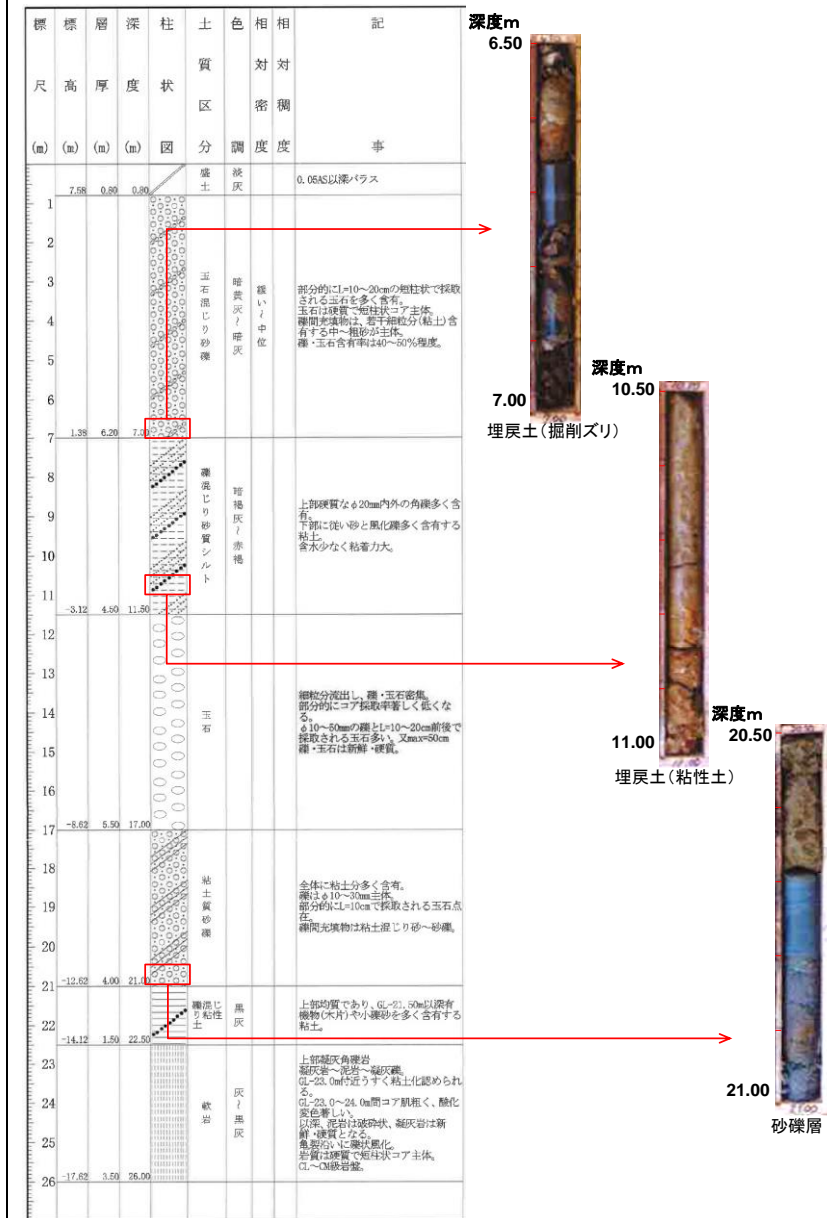 標尺(m)
標高(m)
層厚(m)
深度(m)
柱状図
土質区分
色調
相対密度
相対稠度
記事
7.58 0.80 0.80
盛土
淡灰
0.05AS以深バラス
1
2
3
4
5
6
7
1.38 6.20 7.00
玉石混じり砂礫
暗黄灰～暗灰
緩い～中位
部分的にL=10～20cmの短柱状で採取
される玉石を多く含有。
玉石は硬質で短柱状コア主体。
礫間充填物は、若干細粒分(粘土)含
有する中～粗砂が主体。
礫・玉石含有率は40～50%程度。
8
9
10
11
-3.12 4.50 11.50
礫混じり砂質シルト
暗褐灰～赤褐
上部硬質なφ20mm内外の角礫多く含
有。
下部に従い砂と風化礫多く含有する
粘土。
含水少なく粘着力大。
12
13
14
15
16
17
-8.62 5.50 17.00
玉石
細粒分流出し、礫・玉石密集。
部分的にコア採取率著しく低くな
る。
φ10～50mmの礫とL=10～20cm前後で
採取される玉石多い。又max=50cm
礫・玉石は新鮮・硬質。
18
19
20
21
-12.62 4.00 21.00
粘土質砂礫
全体に粘土分多く含有。
礫はφ10～30mm主体。
部分的にL=10cmで採取される玉石点
在。
礫間充填物は粘土混じり砂～砂礫。
22
-14.12 1.50 22.50
礫混じり粘性土
黒灰
上部均質であり、GL-21.50m以深有
機物(木片)や小礫砂を多く含有する
粘土。
23
24
25
26
-17.62 3.50 26.00
軟岩
灰～黒灰
上部凝灰角礫岩
凝灰岩～泥岩～凝灰礫。
GL-23.0m付近うすく粘土化認められ
る。
GL-23.0～24.0m間コア肌粗く、酸化
変色著しい。
以深、泥岩は破砕状、凝灰岩は新
鮮・硬質となる。
亀裂沿いに礫状風化。
岩質は硬質で短柱状コア主体。
CL～CM級岩盤。
深度m
6.50
7.00
埋戻土(掘削ズリ)
深度m
10.50
11.00
埋戻土(粘性土)
深度m
20.50
21.00
砂礫層